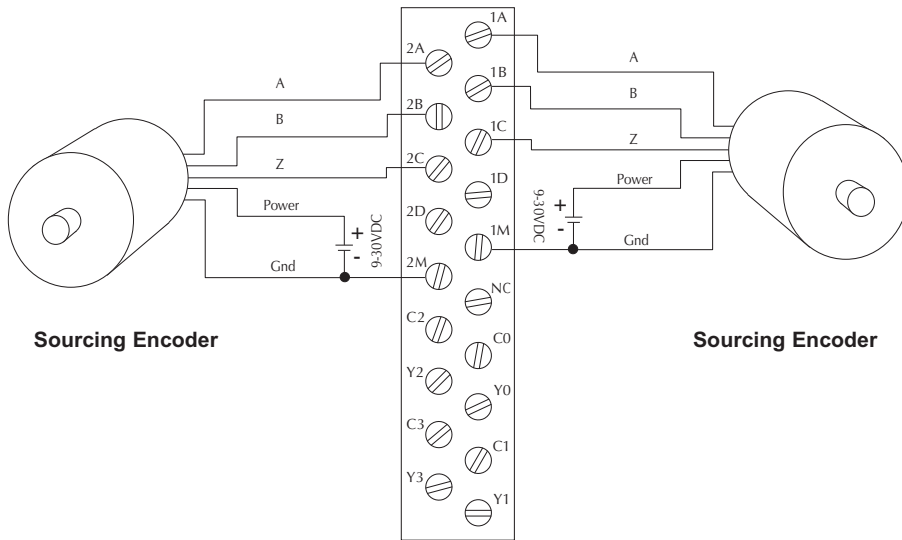 1A
A
2A
1B
A
B
2B
B
1C
Z
Z
2C
1D
Power
Power
2D
+
-
9-30VDC
+
-
9-30VDC
1M
Gnd
Gnd
2M
NC
C2
C0
Sourcing Encoder
Sourcing Encoder
Y2
Y0
C3
C1
Y3
Y1